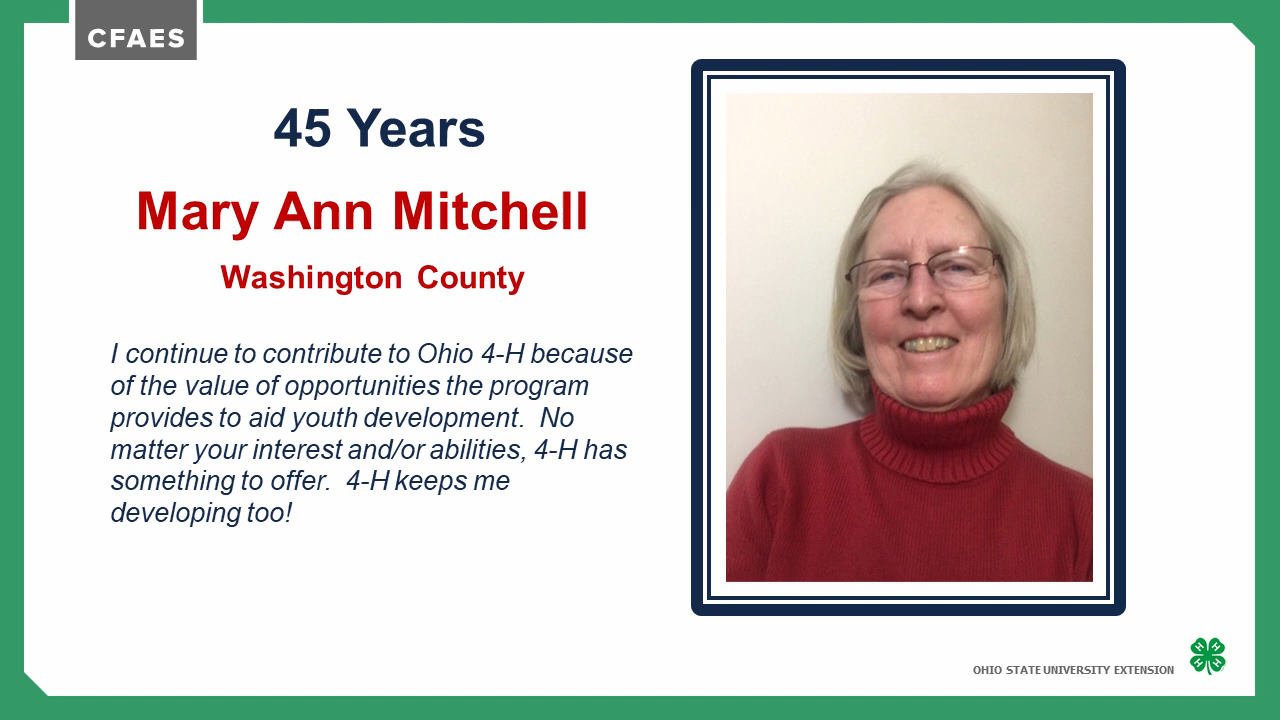 CFAES
45 Years
Mary Ann Mitchell
Washington County
I continue to contribute to Ohio 4-H because
of the value of opportunities the program
provides to aid youth development.  No
matter your interest and/or abilities, 4-H has
something to offer.  4-H keeps me
developing too!
OHIO STATE UNIVERSITY EXTENSION
H H
H H